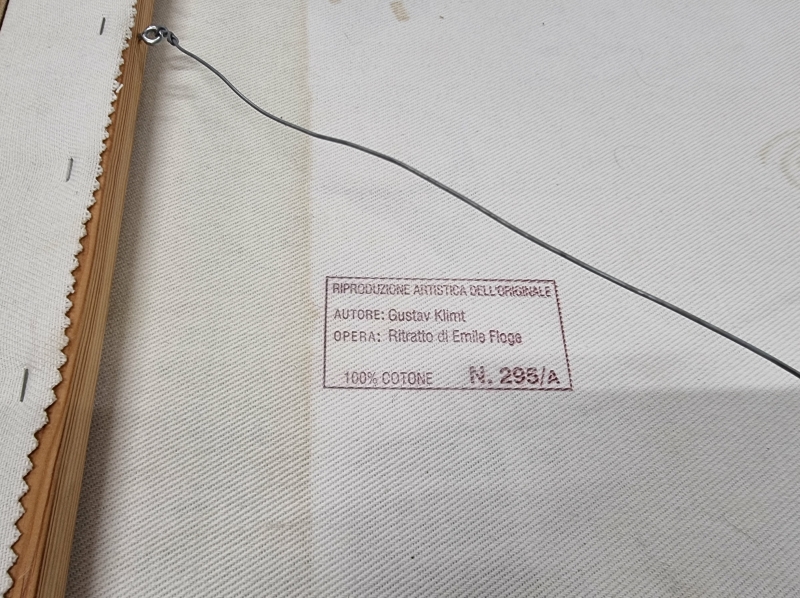 RIPRODUZIONE ARTISTICA DELL'ORIGINALE
AUTORE: Gustav Klimt
OPERA: Ritratto di Emile Floge
100% COTONE N. 295/A